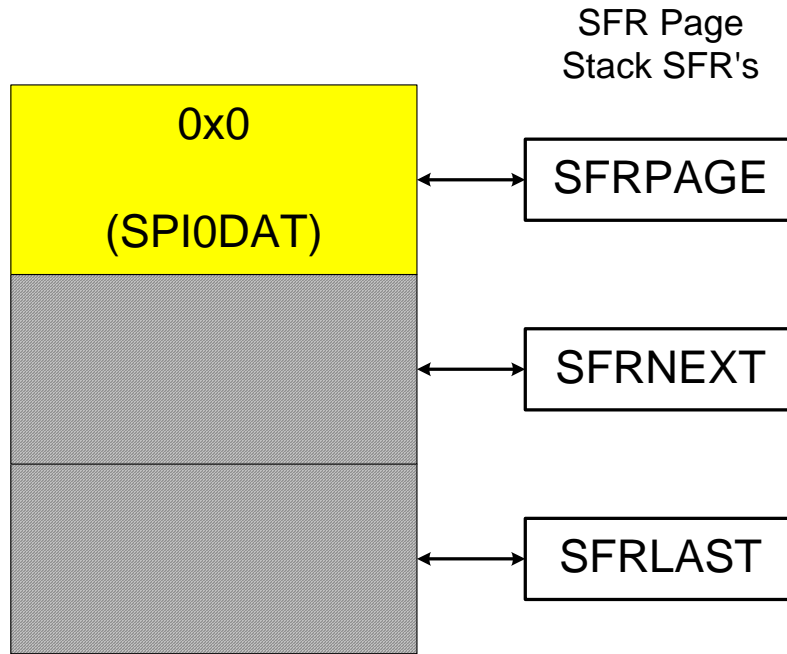 SFR Page
Stack SFR's
0x0
(SPI0DAT)
SFRPAGE
SFRNEXT
SFRLAST